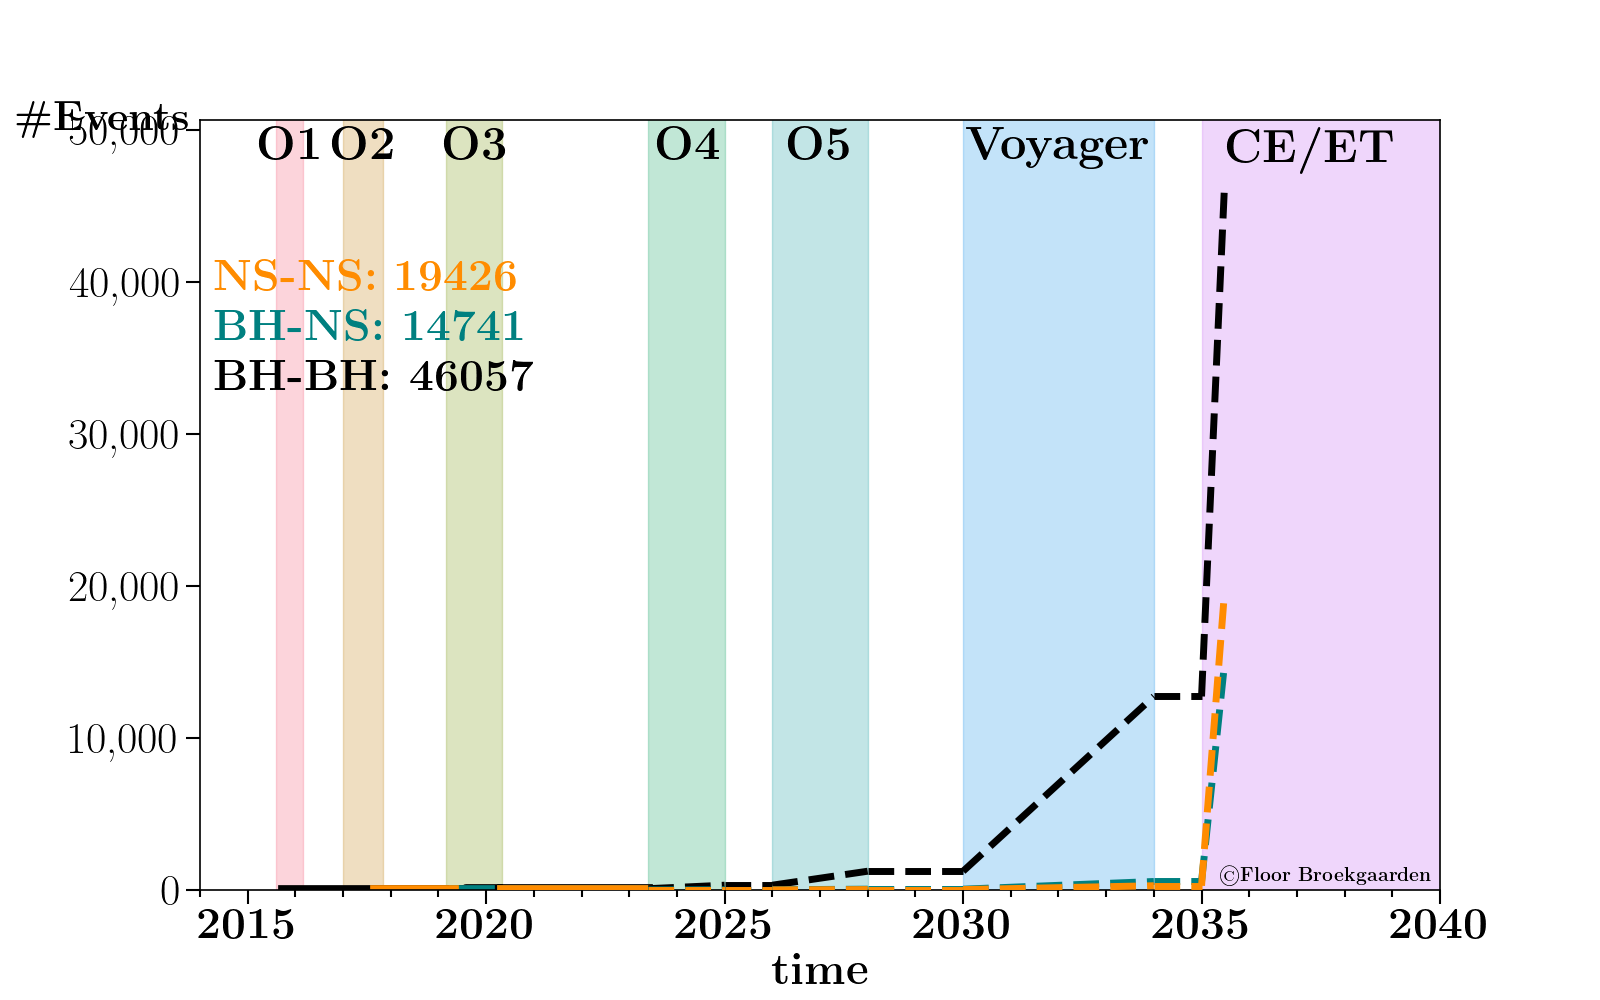 #Events
50,000
O1 O2 O3 O4 O5 Voyager CE/ET
40,000
NS-NS: 19426
BH-NS: 14741
BH-BH: 46057
30,000
20,000
10,000
0
©Floor Broekgaarden
2015 2020 2025 2030 2035 2040
time